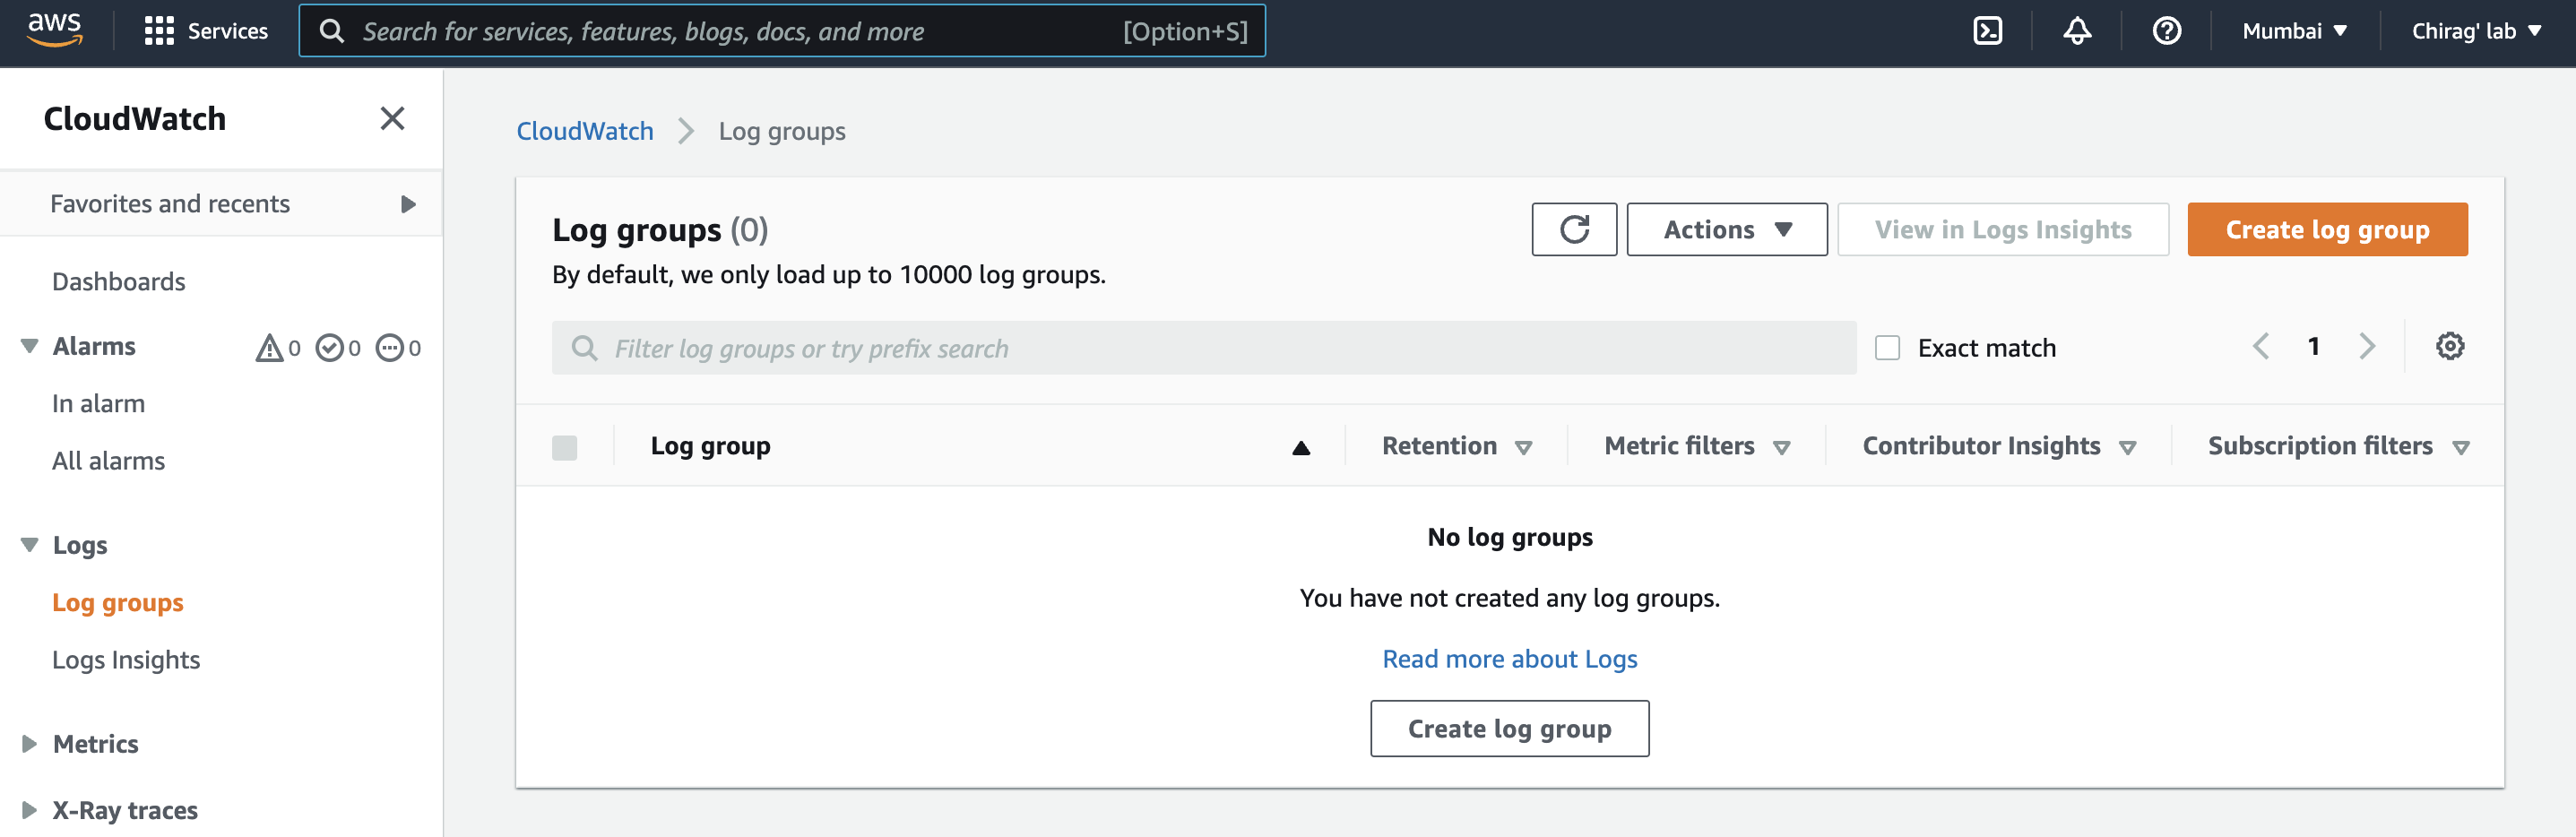 aws
Services
Search for services, features, blogs, docs, and more [Option+S]
Mumbai ▼
Chirag' lab ▼
CloudWatch
Favorites and recents
Dashboards
Alarms 0 0 0
In alarm
All alarms
Logs
Log groups
Logs Insights
Metrics
X-Ray traces
CloudWatch > Log groups
Log groups (0)
By default, we only load up to 10000 log groups.
Actions ▼
View in Logs Insights
Create log group
Filter log groups or try prefix search
Exact match
1
Log group
Retention
Metric filters
Contributor Insights
Subscription filters
No log groups
You have not created any log groups.
Read more about Logs
Create log group